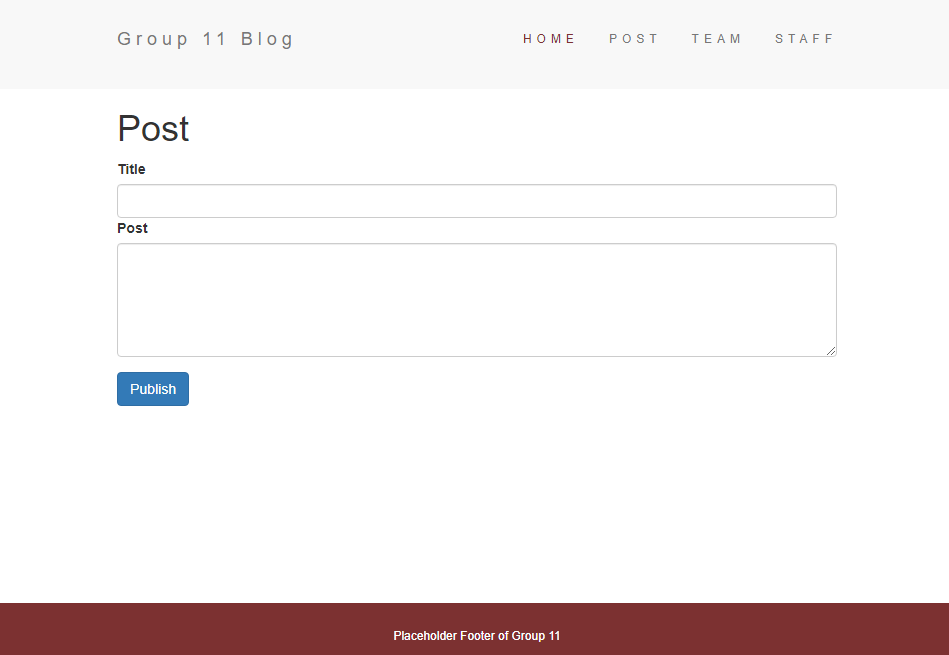 Group 11 Blog HOME POST TEAM STAFF
Post
Title
Post
Publish
Placeholder Footer of Group 11